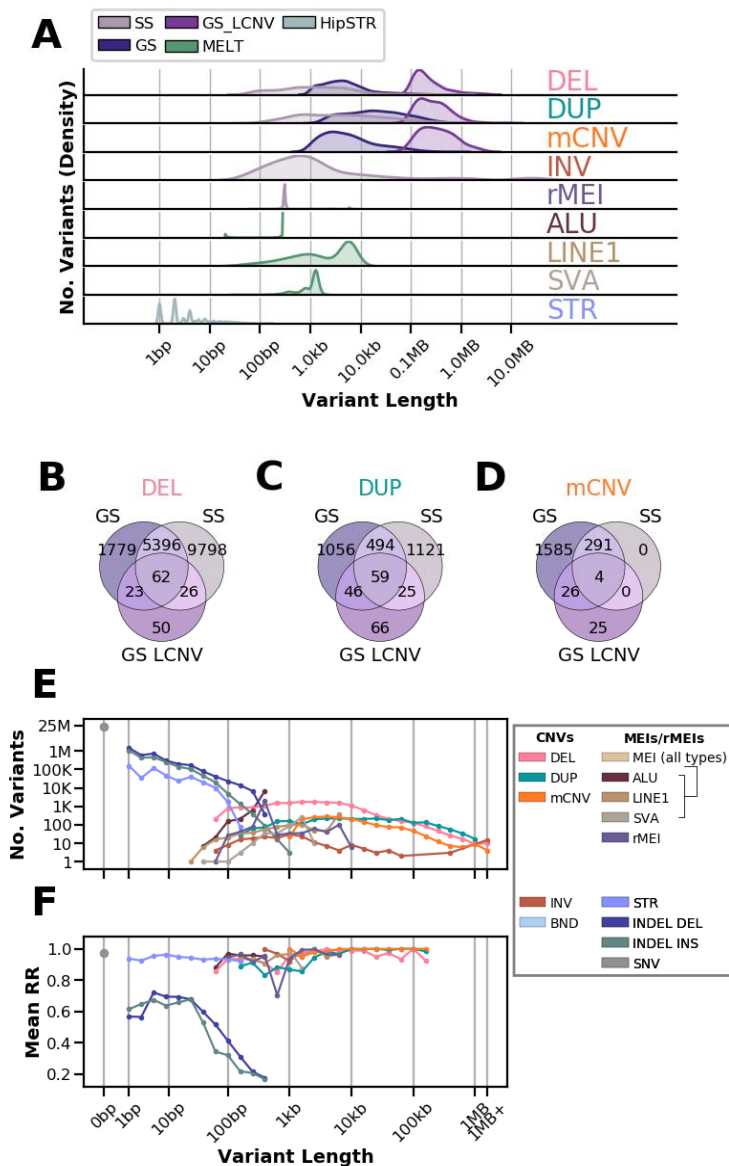 A
SS GS_LCNV HipSTR
GS MELT
No. Variants (Density)
DEL
DUP
mCNV
INV
rMEI
ALU
LINE1
SVA
STR
1bp 10bp 100bp 1.0kb 10.0kb 0.1MB 1.0MB 10.0MB
Variant Length
B DEL C DUP D mCNV
GS SS GS SS GS SS
1779 5396 9798 1056 494 1121 1585 291 0
62 59 4
23 26 46 25 26 0
50 66 25
GS LCNV GS LCNV GS LCNV
E
No. Variants
25M
1M
100K
10K
1K
100
10
1
CNVs MEIs/rMEIs
DEL MEI (all types)
DUP ALU
mCNV LINE1
SVA
rMEI
INV STR
BND INDEL DEL
INDEL INS
SNV
F
Mean RR
1.0
0.8
0.6
0.4
0.2
0bp 1bp 10bp 100bp 1kb 10kb 100kb 1MB 1MB+
Variant Length